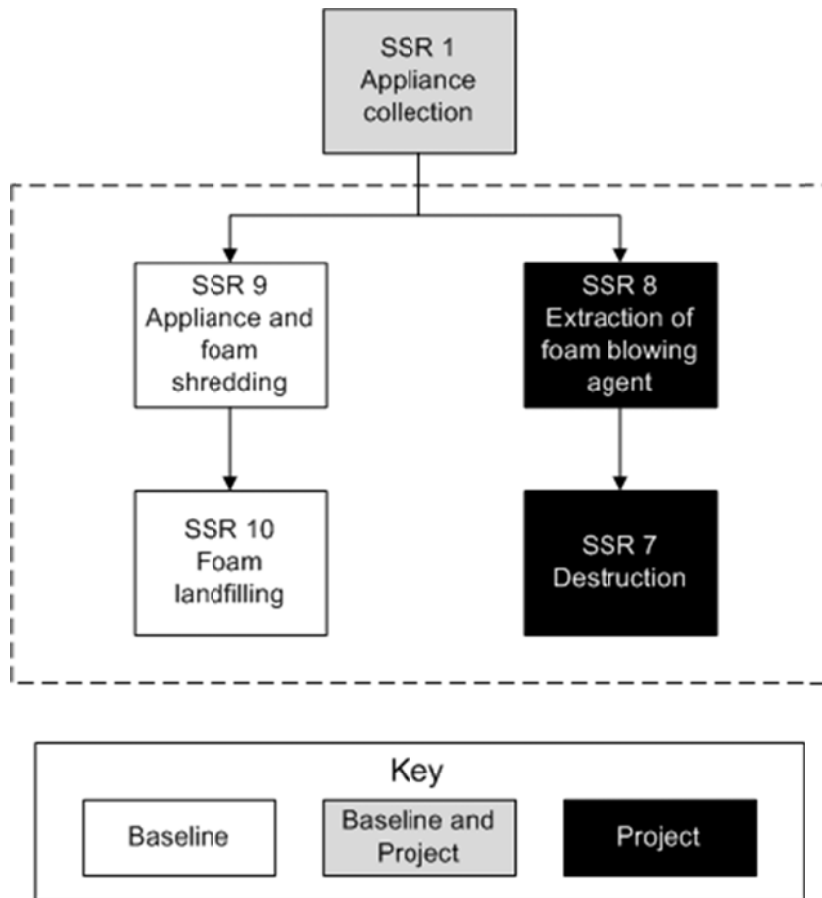 SSR 1
Appliance
collection
SSR 9
Appliance and
foam
shredding
SSR 8
Extraction of
foam blowing
agent
SSR 10
Foam
landfilling
SSR 7
Destruction
Key
Baseline
Baseline and
Project
Project